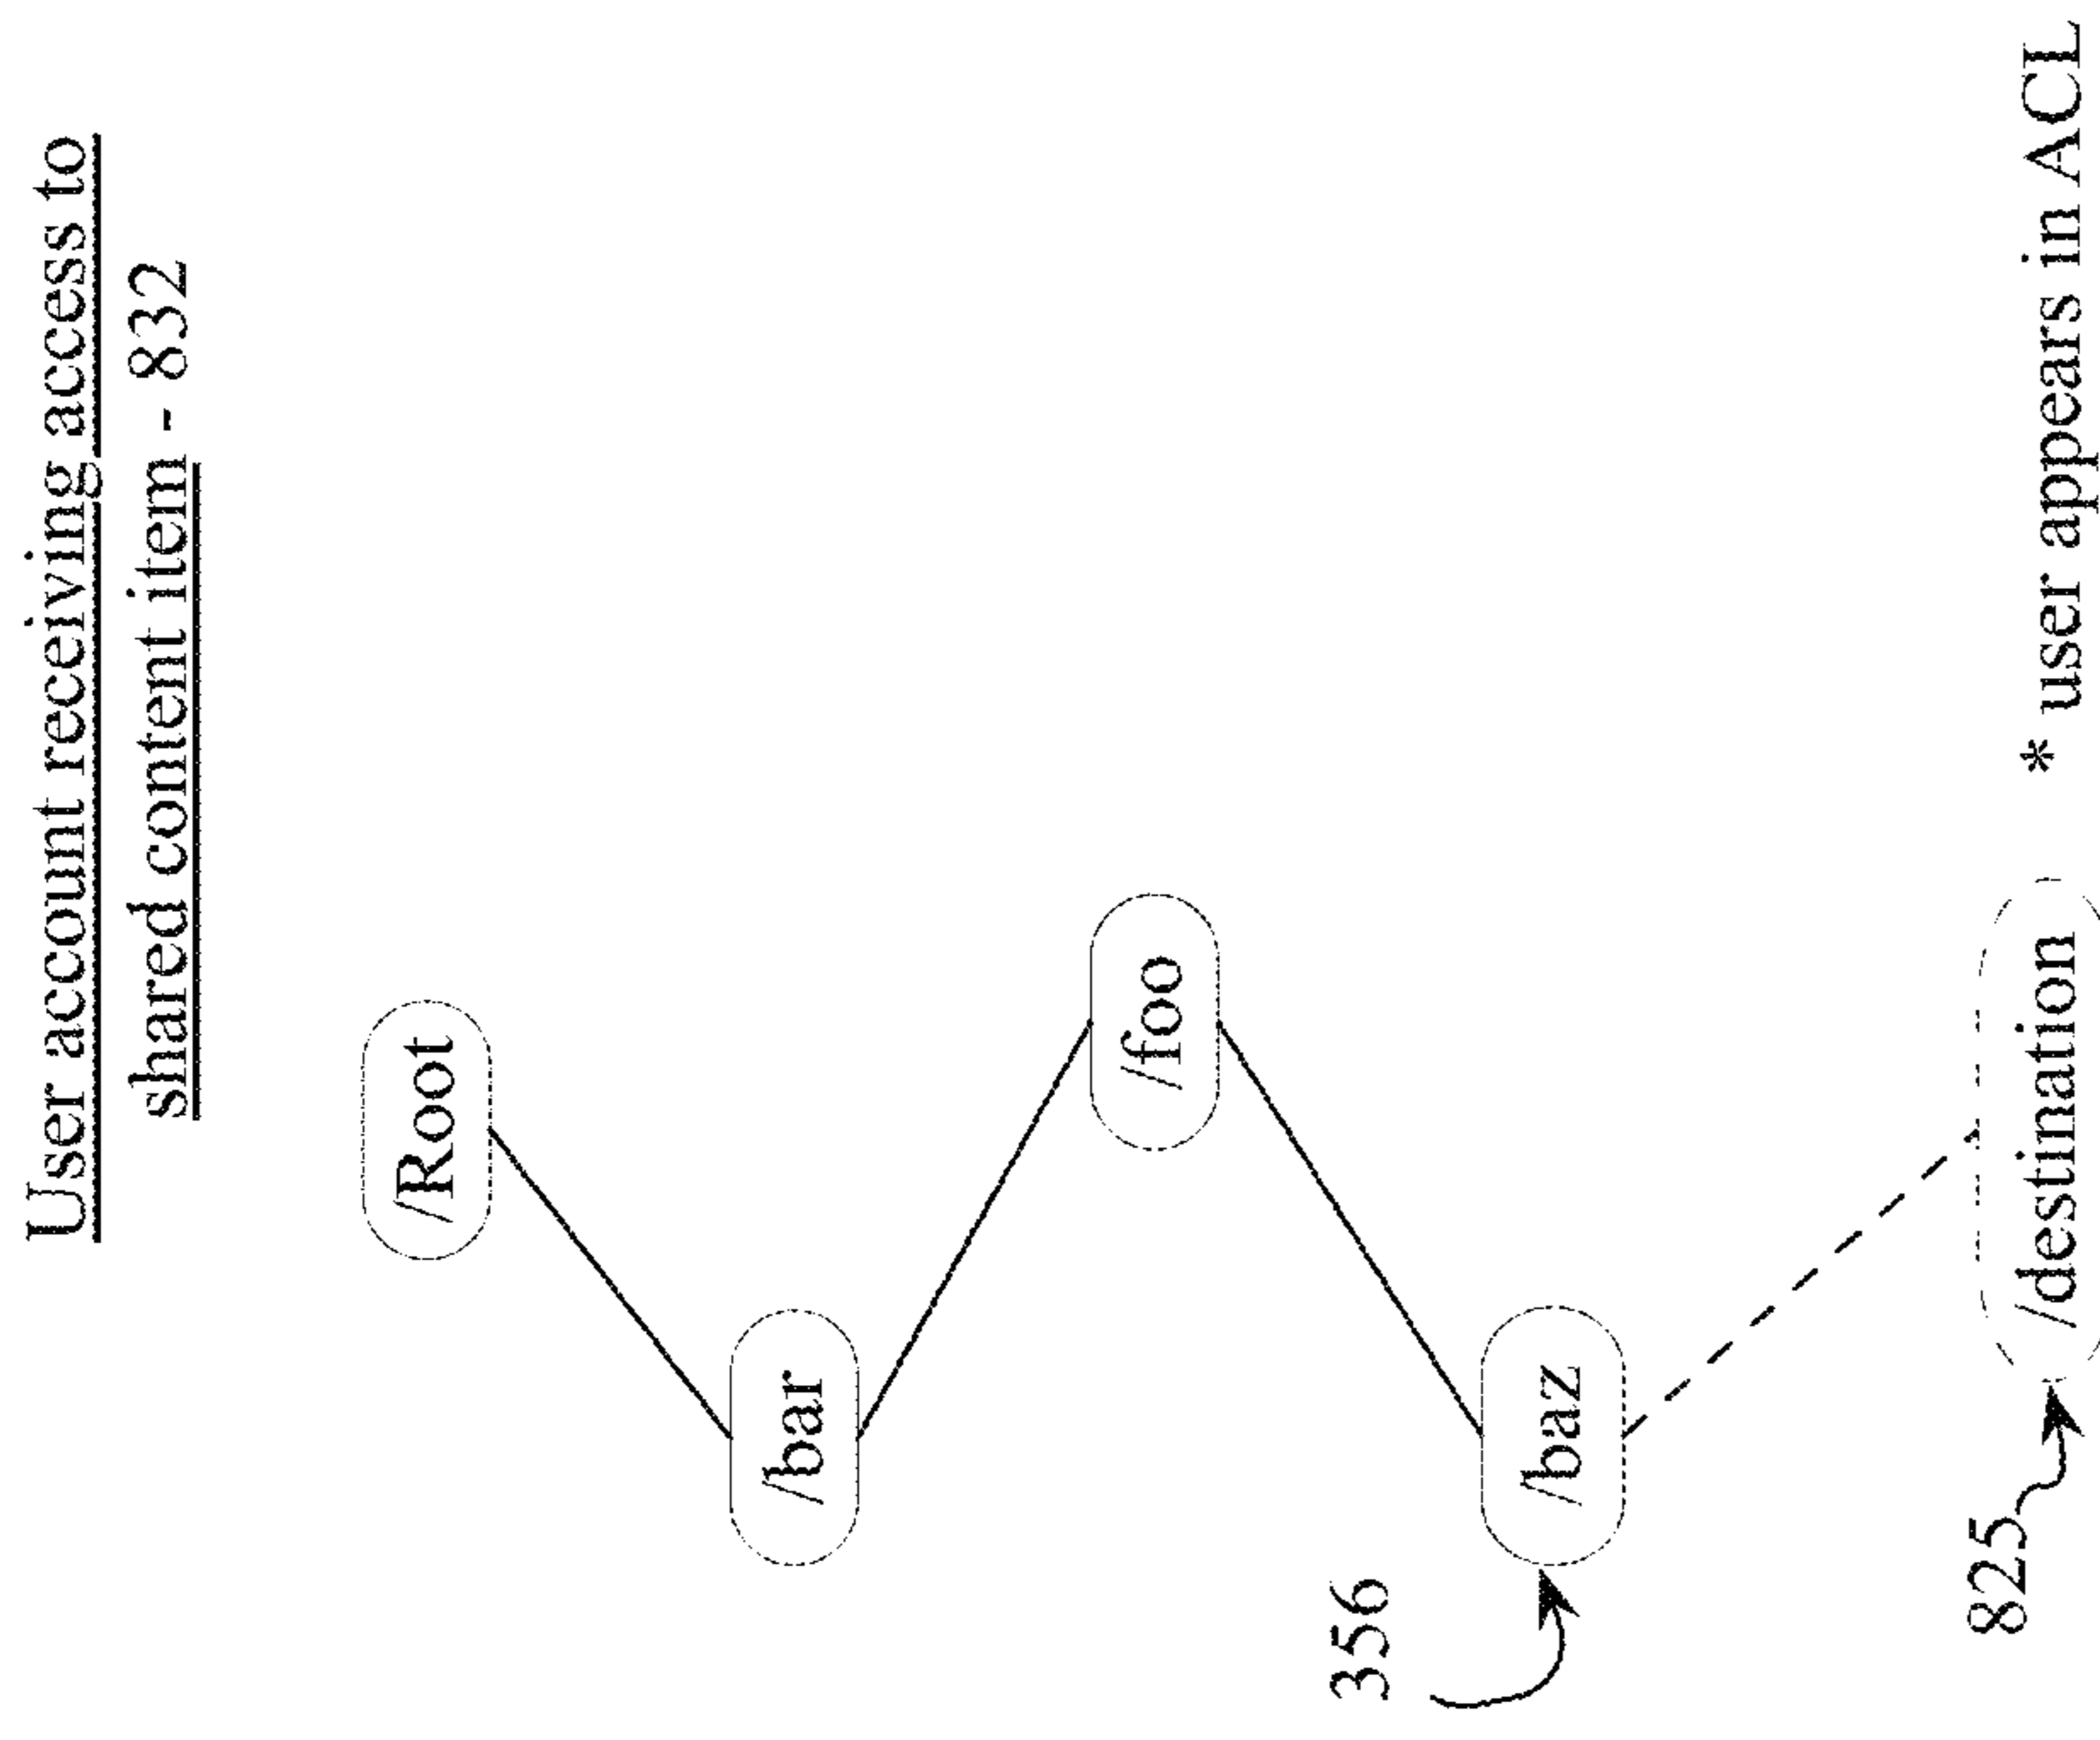 User account receiving access to
shared content item - 832
/Root
/bar
/foo
356
/baz
825
/destination
* user appears in ACL